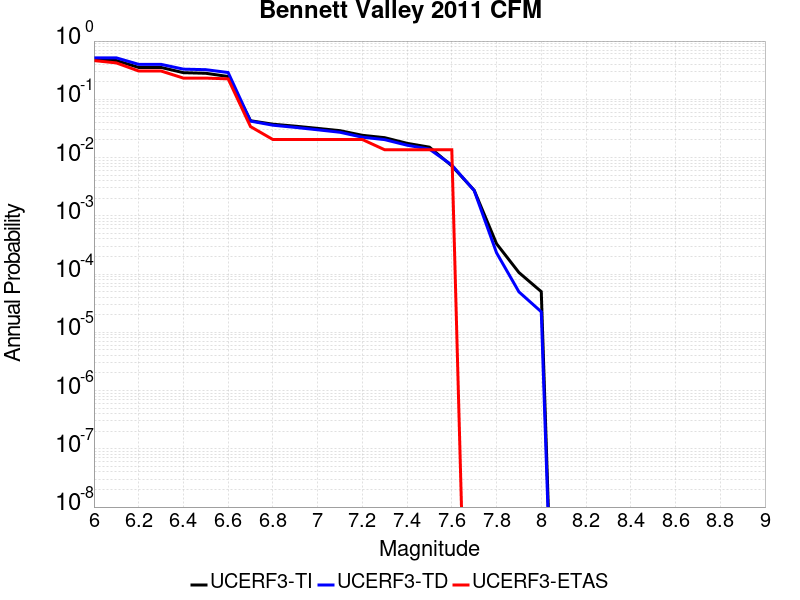 Bennett Valley 2011 CFM
10^0
10^-1
10^-2
10^-3
10^-4
10^-5
10^-6
10^-7
10^-8
Annual Probability
6 6.2 6.4 6.6 6.8 7 7.2 7.4 7.6 7.8 8 8.2 8.4 8.6 8.8 9
Magnitude
UCERF3-TI UCERF3-TD UCERF3-ETAS